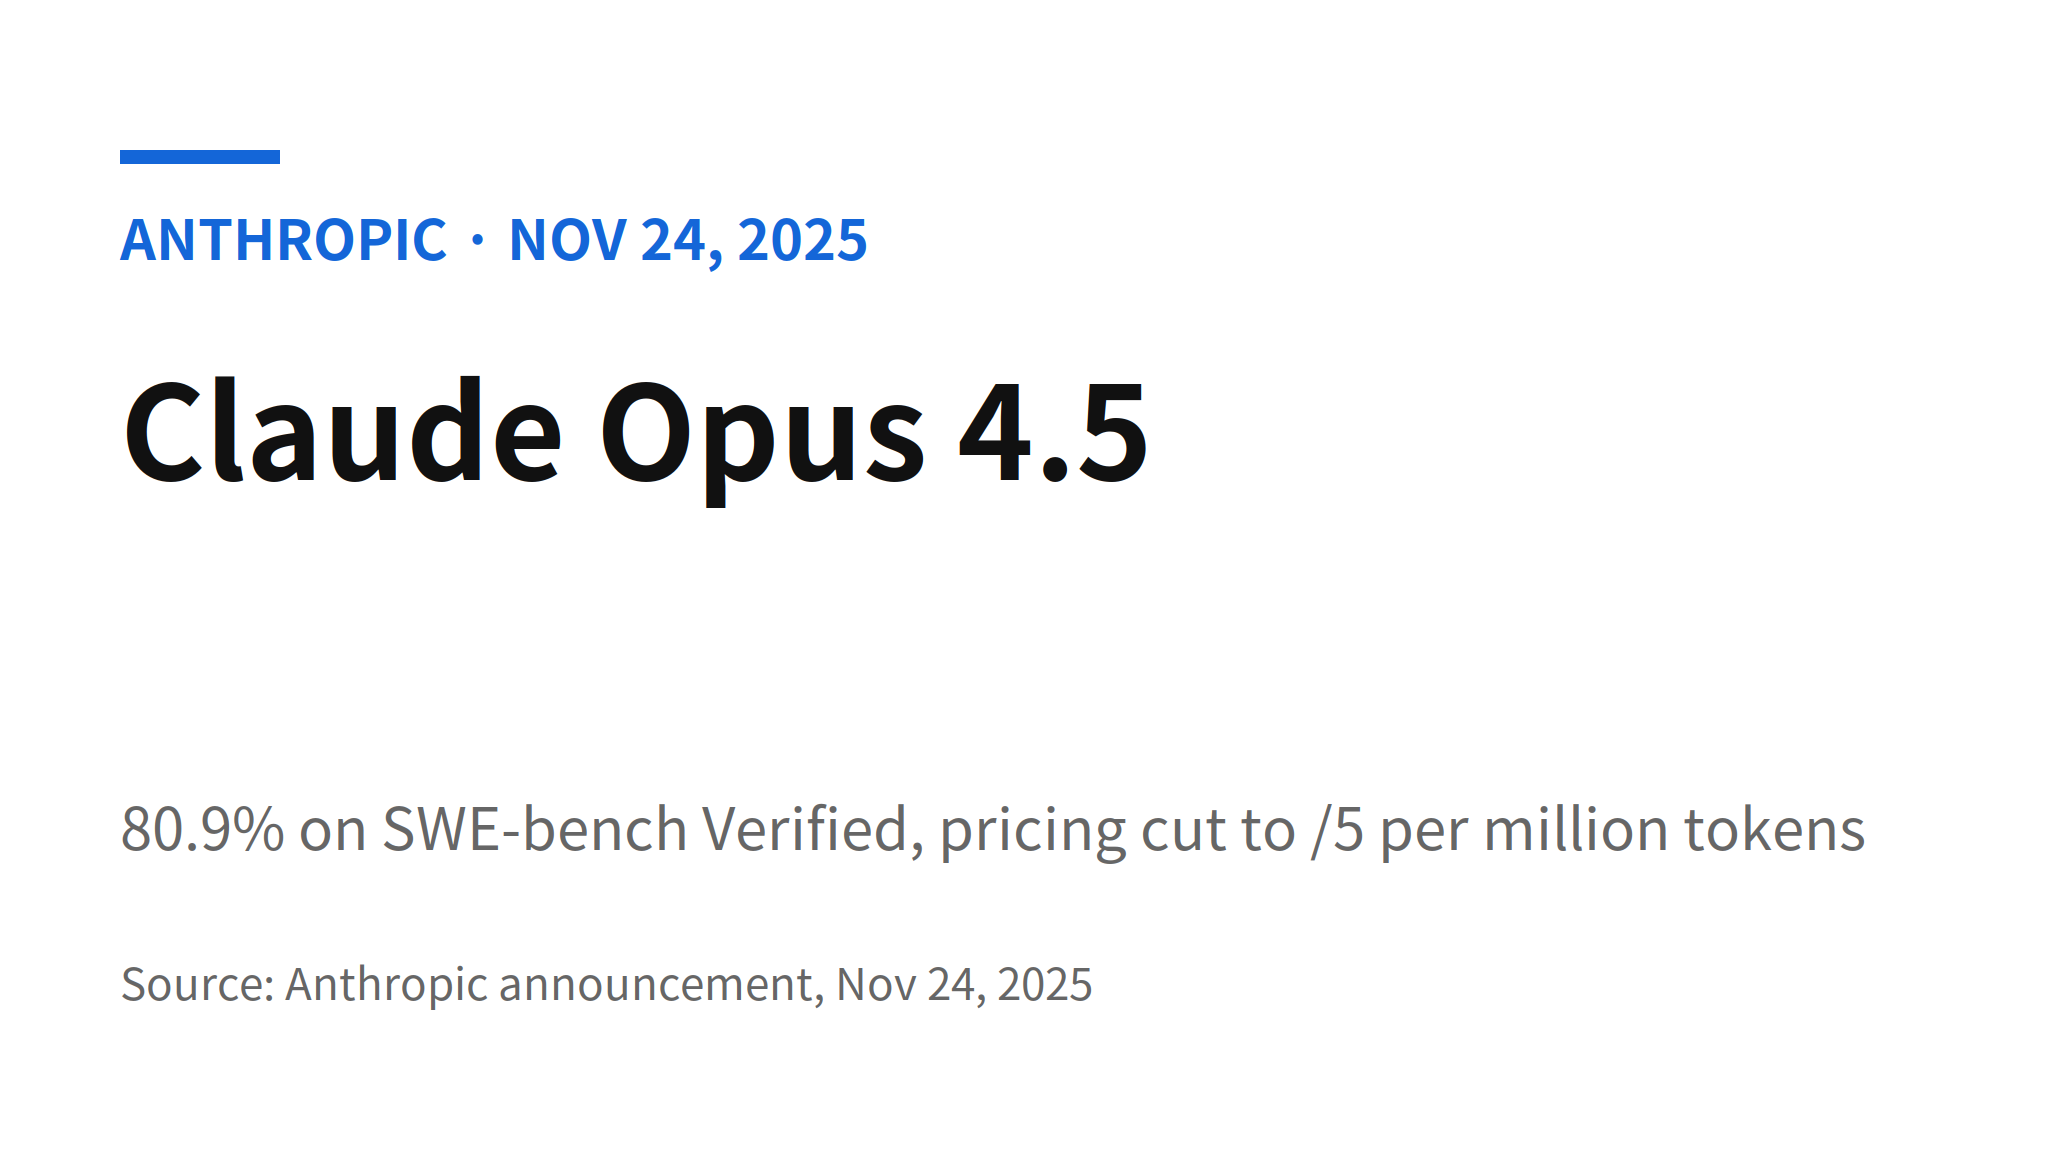 ANTHROPIC · NOV 24, 2025
Claude Opus 4.5
80.9% on SWE-bench Verified, pricing cut to /5 per million tokens
Source: Anthropic announcement, Nov 24, 2025